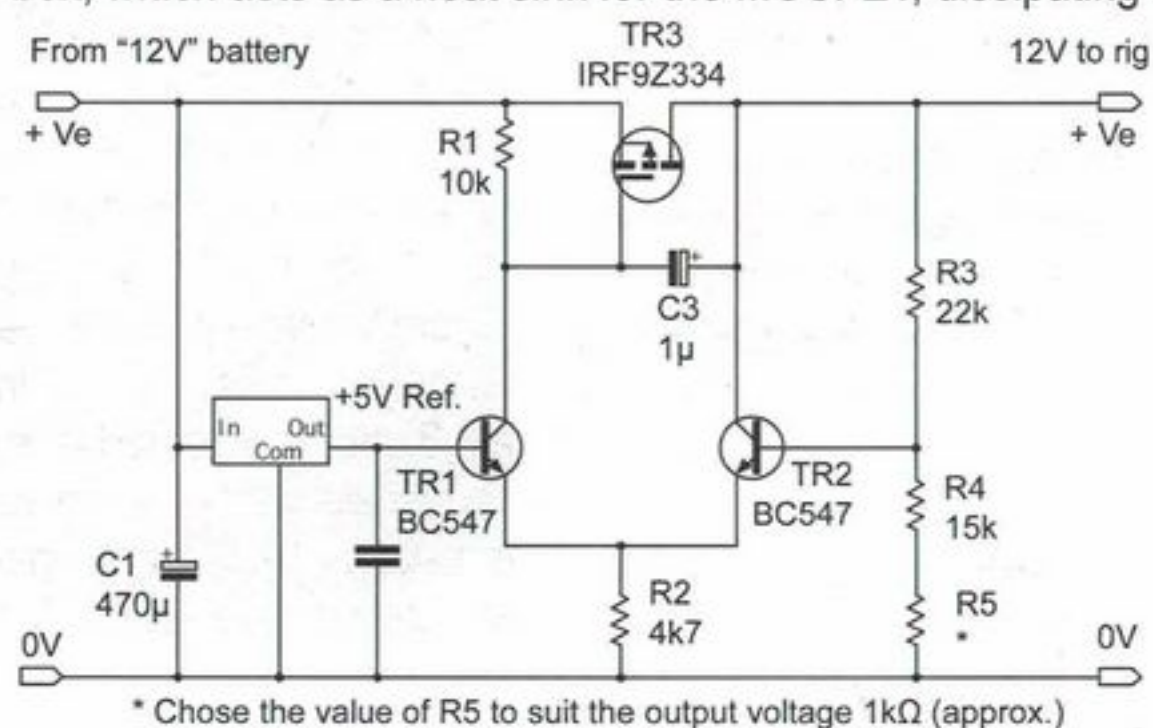 TR3
From “12V” battery
IRF9Z334
12V to rig
+ Ve
+ Ve
R1
10k
C3
1µ
R3
22k
+5V Ref.
In
Out
Com
TR1
BC547
TR2
BC547
R4
15k
C1
470µ
R2
4k7
R5
*
0V
0V
* Chose the value of R5 to suit the output voltage 1kΩ (approx.)